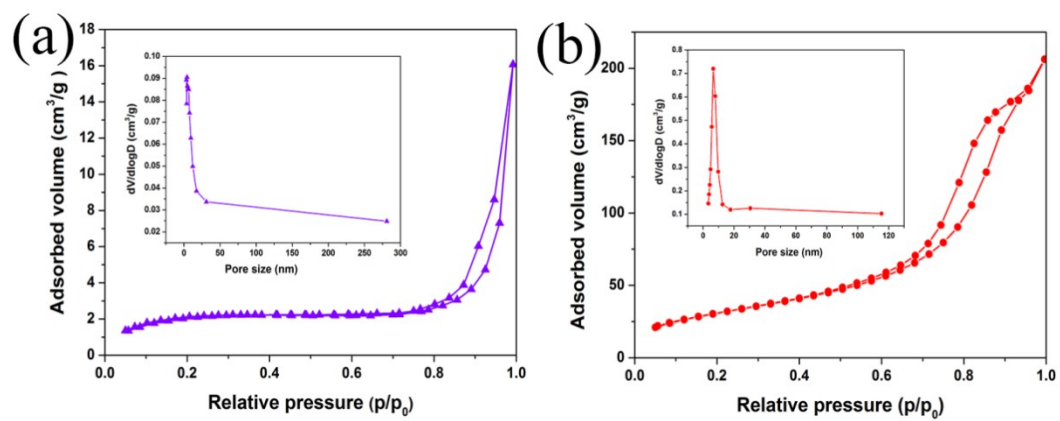 (a)
Adsorbed volume (cm³/g)
18
16
14
12
10
8
6
4
2
0
0.0 0.2 0.4 0.6 0.8 1.0
Relative pressure (p/p₀)
dV/dlogD (cm³/g)
0.10
0.09
0.08
0.07
0.06
0.05
0.04
0.03
0.02
0 50 100 150 200 250 300
Pore size (nm)
(b)
Adsorbed volume (cm³/g)
200
150
100
50
0
0.0 0.2 0.4 0.6 0.8 1.0
Relative pressure (p/p₀)
dV/dlogD (cm³/g)
0.8
0.7
0.6
0.5
0.4
0.3
0.2
0.1
0 20 40 60 80 100 120
Pore size (nm)